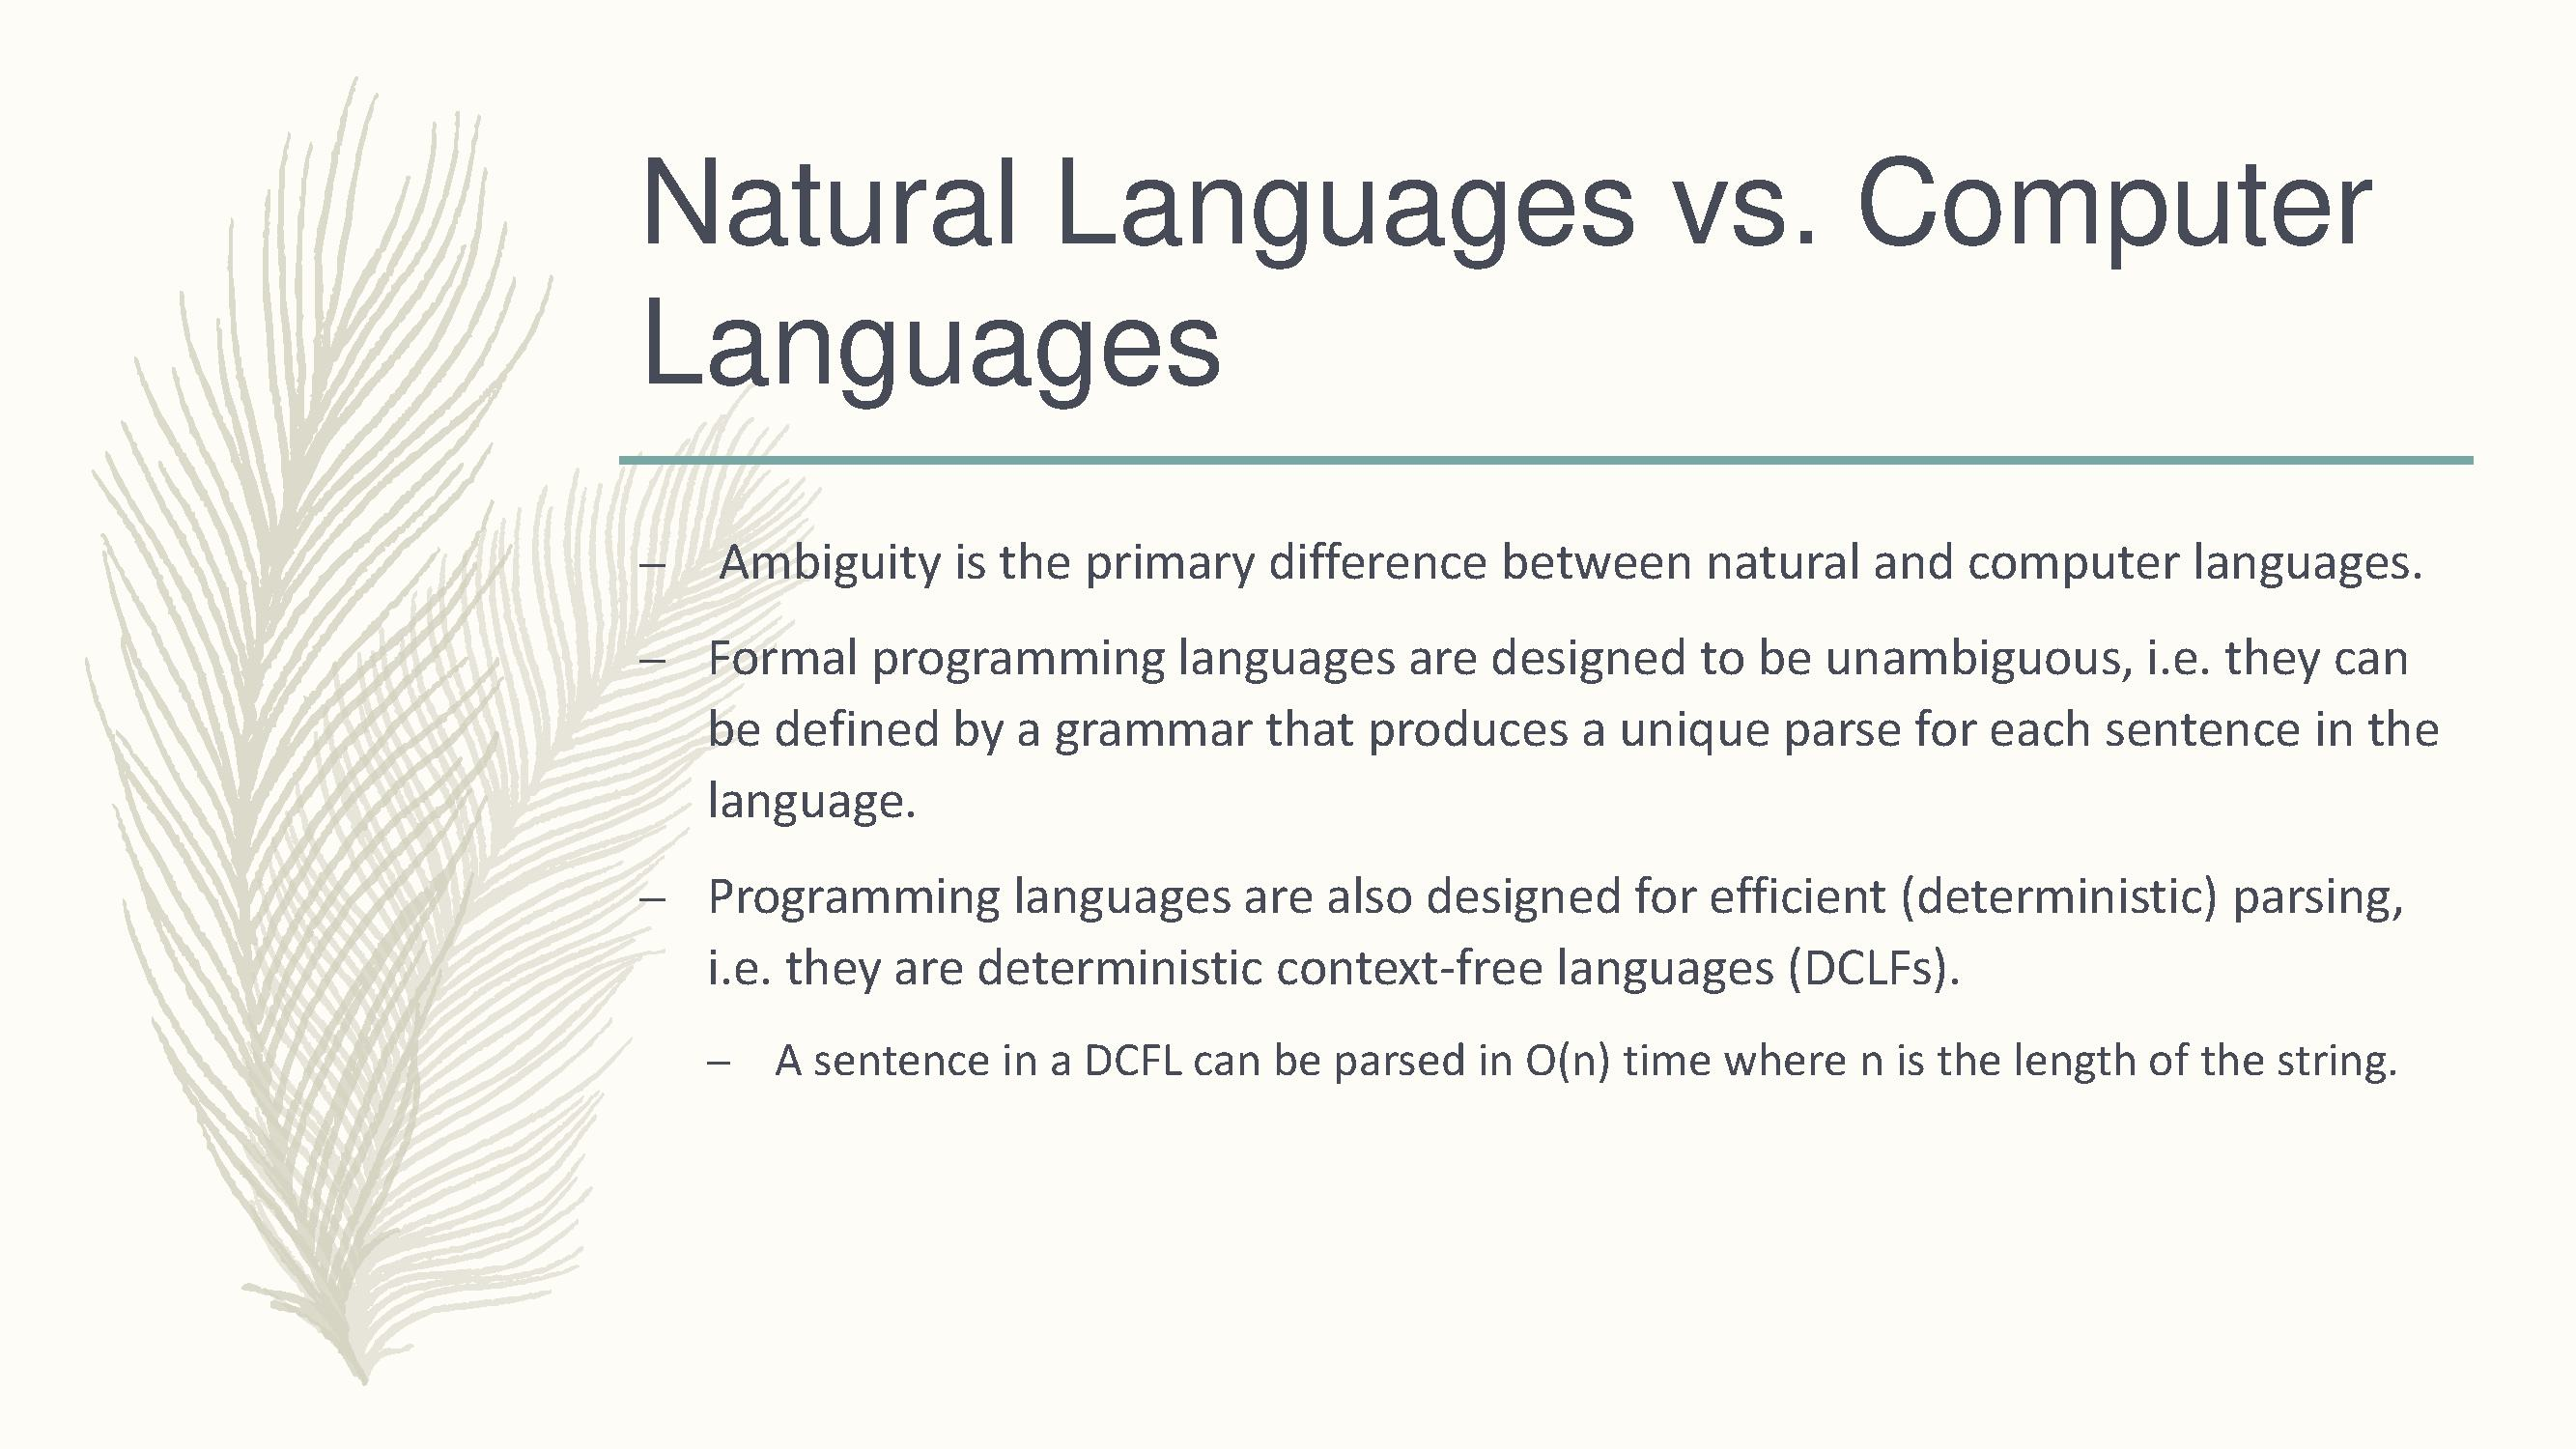 Natural Languages vs. Computer
Languages
– Ambiguity is the primary difference between natural and computer languages.
– Formal programming languages are designed to be unambiguous, i.e. they can
be defined by a grammar that produces a unique parse for each sentence in the
language.
– Programming languages are also designed for efficient (deterministic) parsing,
i.e. they are deterministic context-free languages (DCLFs).
– A sentence in a DCFL can be parsed in O(n) time where n is the length of the string.